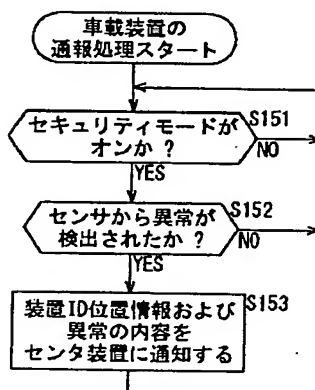 車載装置の
通報処理スタート
セキュリティモードが
オンか ?
S151
NO
YES
センサから異常が
検出されたか ?
S152
NO
YES
装置ID位置情報および
異常の内容を
センタ装置に通知する
S153